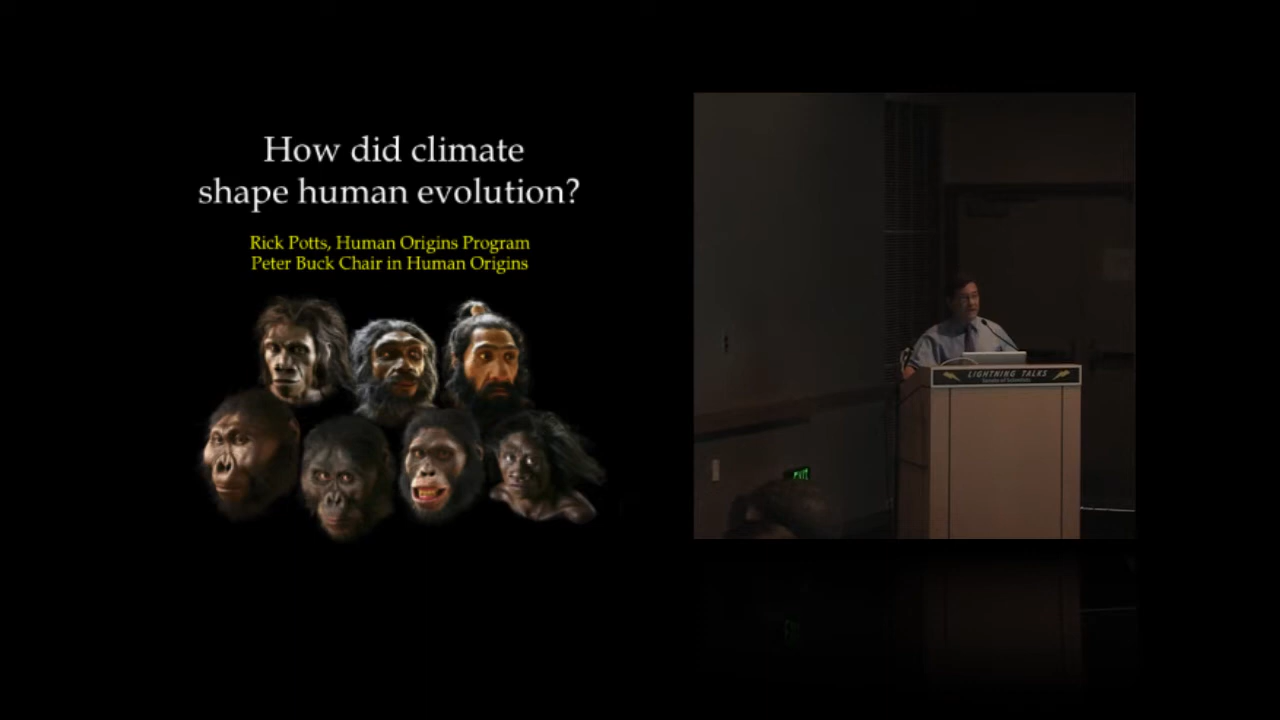 How did climate
shape human evolution?
Rick Potts, Human Origins Program
Peter Buck Chair in Human Origins
LIGHTNING TALKS
EXIT